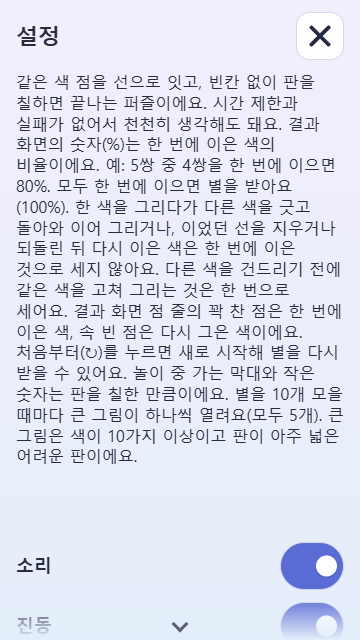 설정
같은 색 점을 선으로 잇고, 빈칸 없이 판을
칠하면 끝나는 퍼즐이에요. 시간 제한과
실패가 없어서 천천히 생각해도 돼요. 결과
화면의 숫자(%)는 한 번에 이은 색의
비율이에요. 예: 5쌍 중 4쌍을 한 번에 이으면
80%. 모두 한 번에 이으면 별을 받아요
(100%). 한 색을 그리다가 다른 색을 긋고
돌아와 이어 그리거나, 이었던 선을 지우거나
되돌린 뒤 다시 이은 색은 한 번에 이은
것으로 세지 않아요. 다른 색을 건드리기 전에
같은 색을 고쳐 그리는 것은 한 번으로
세어요. 결과 화면 점 줄의 꽉 찬 점은 한 번에
이은 색, 속 빈 점은 다시 그은 색이에요.
처음부터(↻)를 누르면 새로 시작해 별을 다시
받을 수 있어요. 놀이 중 가는 막대와 작은
숫자는 판을 칠한 만큼이에요. 별을 10개 모을
때마다 큰 그림이 하나씩 열려요(모두 5개). 큰
그림은 색이 10가지 이상이고 판이 아주 넓은
어려운 판이에요.
소리
진동